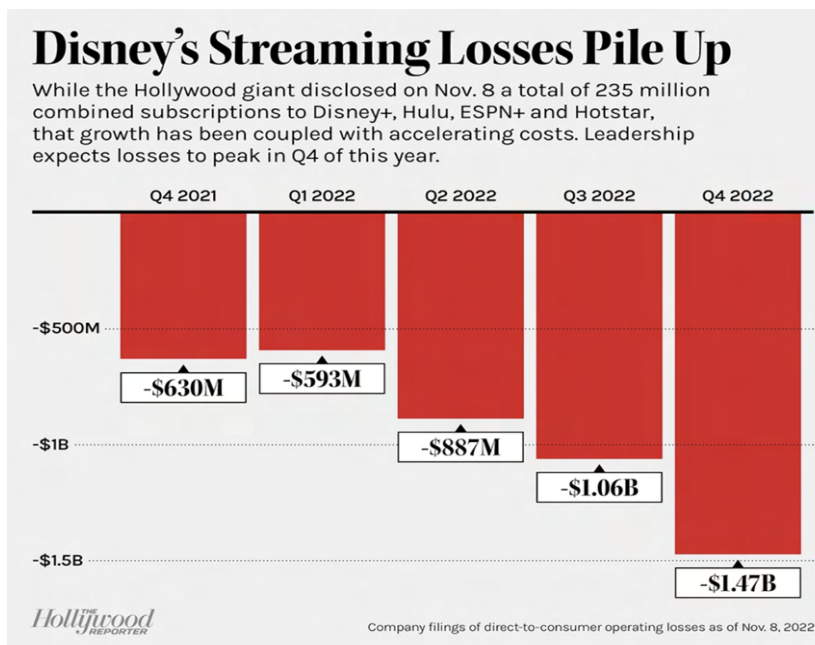 Disney's Streaming Losses Pile Up
While the Hollywood giant disclosed on Nov. 8 a total of 235 million
combined subscriptions to Disney+, Hulu, ESPN+ and Hotstar,
that growth has been coupled with accelerating costs. Leadership
expects losses to peak in Q4 of this year.
Q4 2021 Q1 2022 Q2 2022 Q3 2022 Q4 2022
-$500M
-$630M
-$593M
-$1B
-$887M
-$1.06B
-$1.5B
-$1.47B
THE
Hollywood
REPORTER
Company filings of direct-to-consumer operating losses as of Nov. 8, 2022